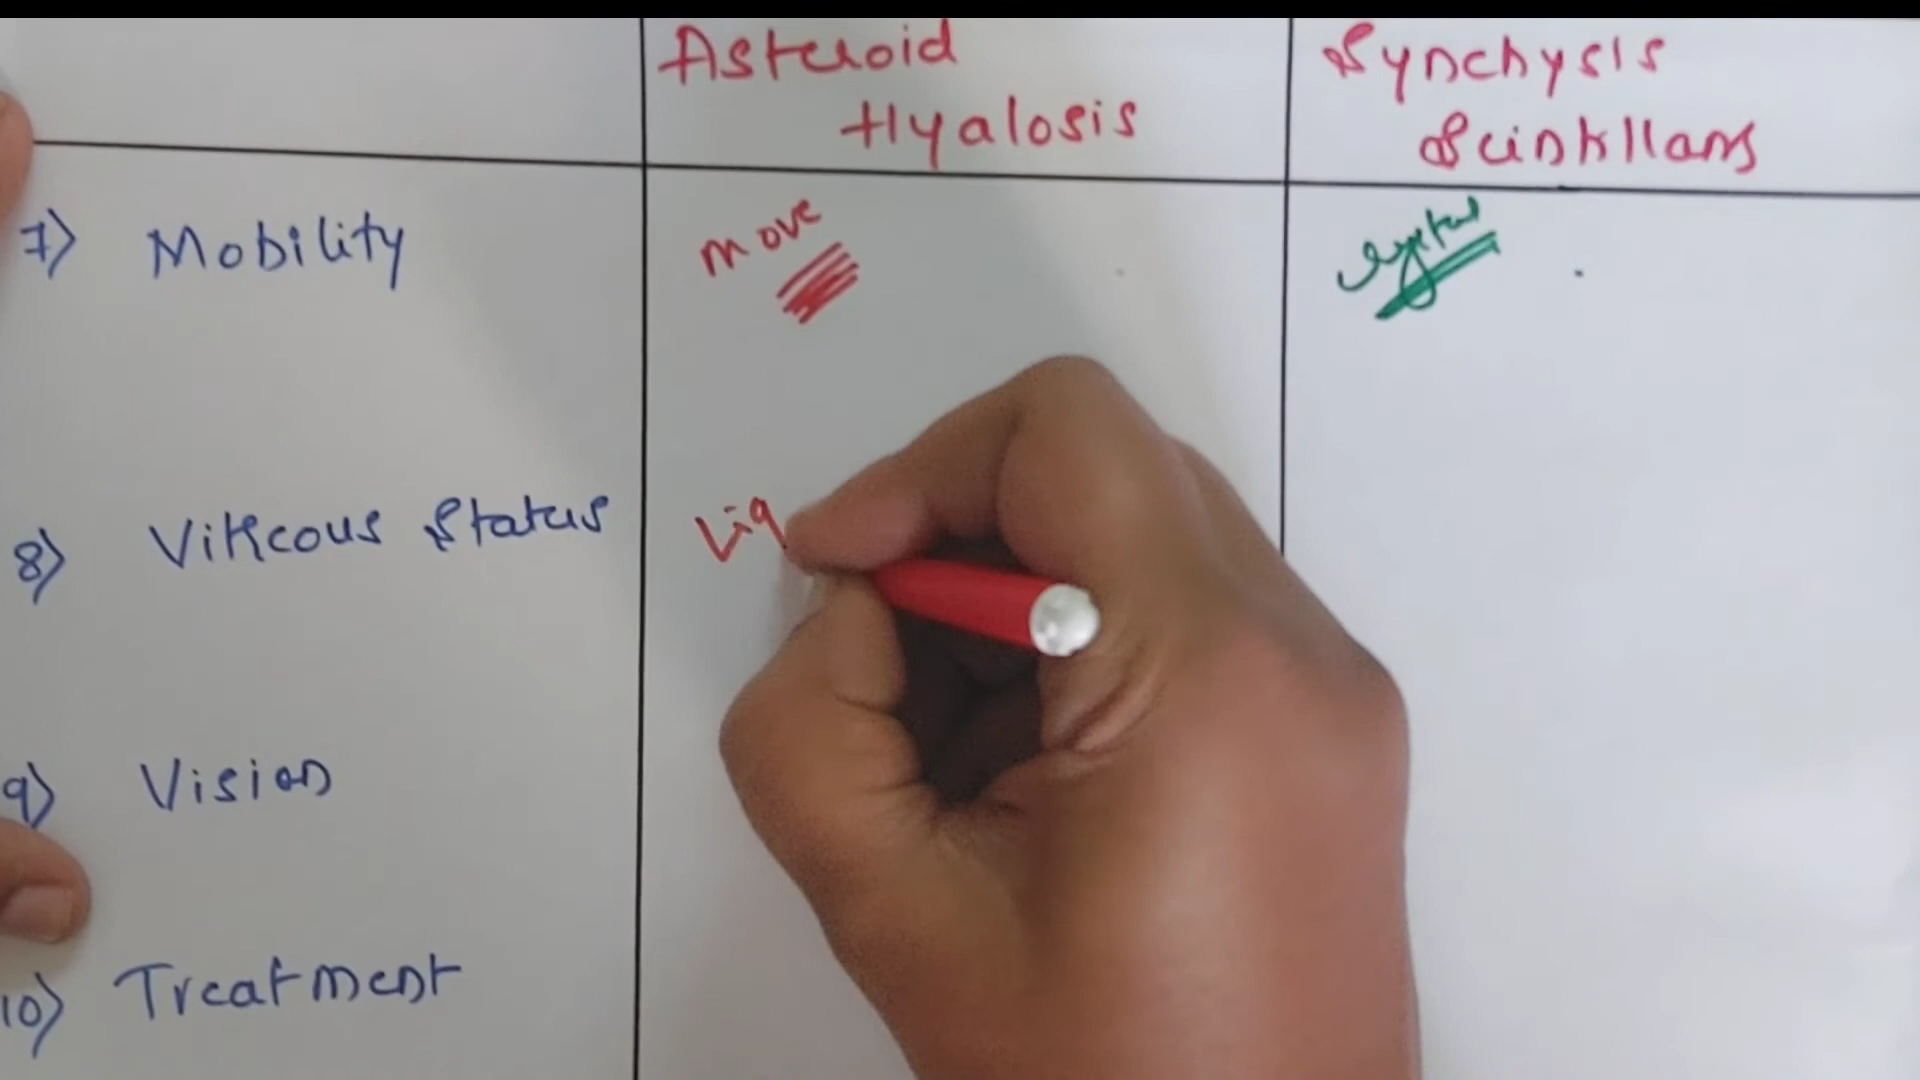 Asteroid
Hyalosis
Synchysis
Scintillans
7) Mobility
move
8) Vitreous Status
Liq
9) Vision
10) Treatment